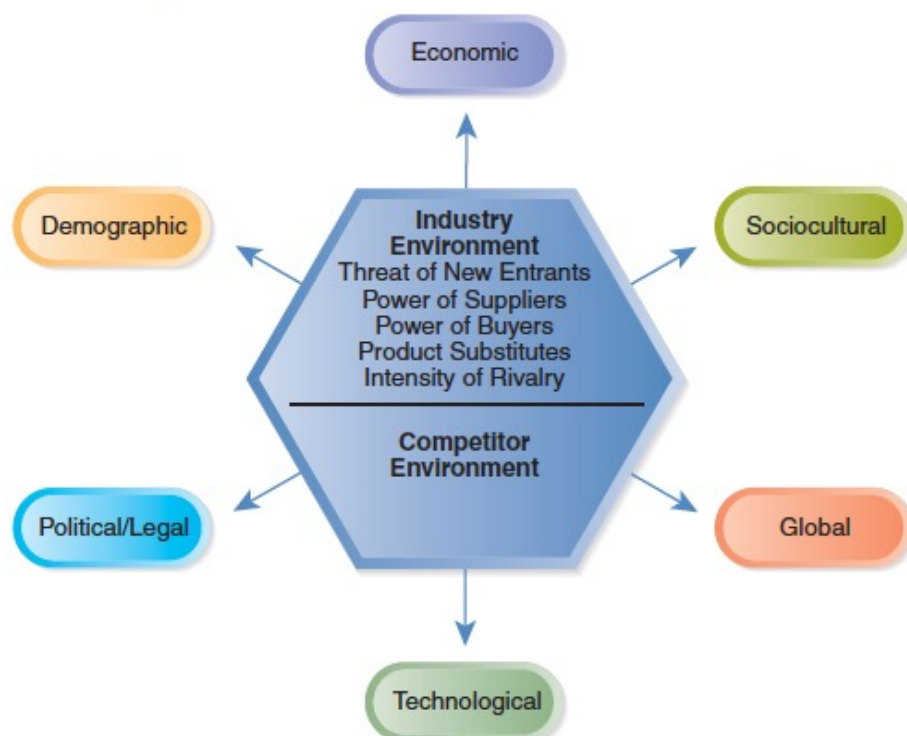 Economic
Demographic
Sociocultural
Industry
Environment
Threat of New Entrants
Power of Suppliers
Power of Buyers
Product Substitutes
Intensity of Rivalry
Competitor
Environment
Political/Legal
Global
Technological